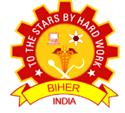 TO THE STARS BY HARD WORK
BIHER
INDIA